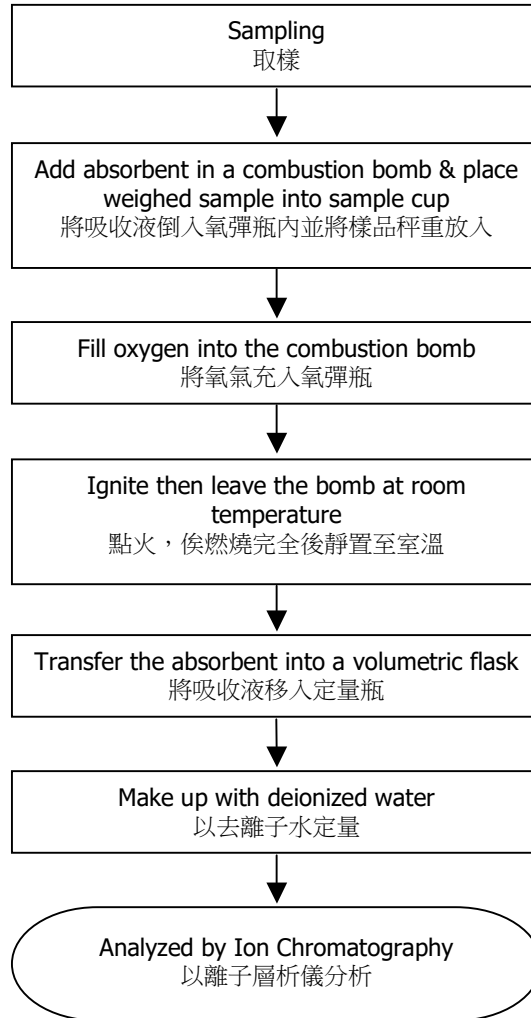 Sampling
取樣
Add absorbent in a combustion bomb & place
weighed sample into sample cup
將吸收液倒入氧彈瓶內並將樣品秤重放入
Fill oxygen into the combustion bomb
將氧氣充入氧彈瓶
Ignite then leave the bomb at room
temperature
點火，俟燃燒完全後靜置至室溫
Transfer the absorbent into a volumetric flask
將吸收液移入定量瓶
Make up with deionized water
以去離子水定量
Analyzed by Ion Chromatography
以離子層析儀分析